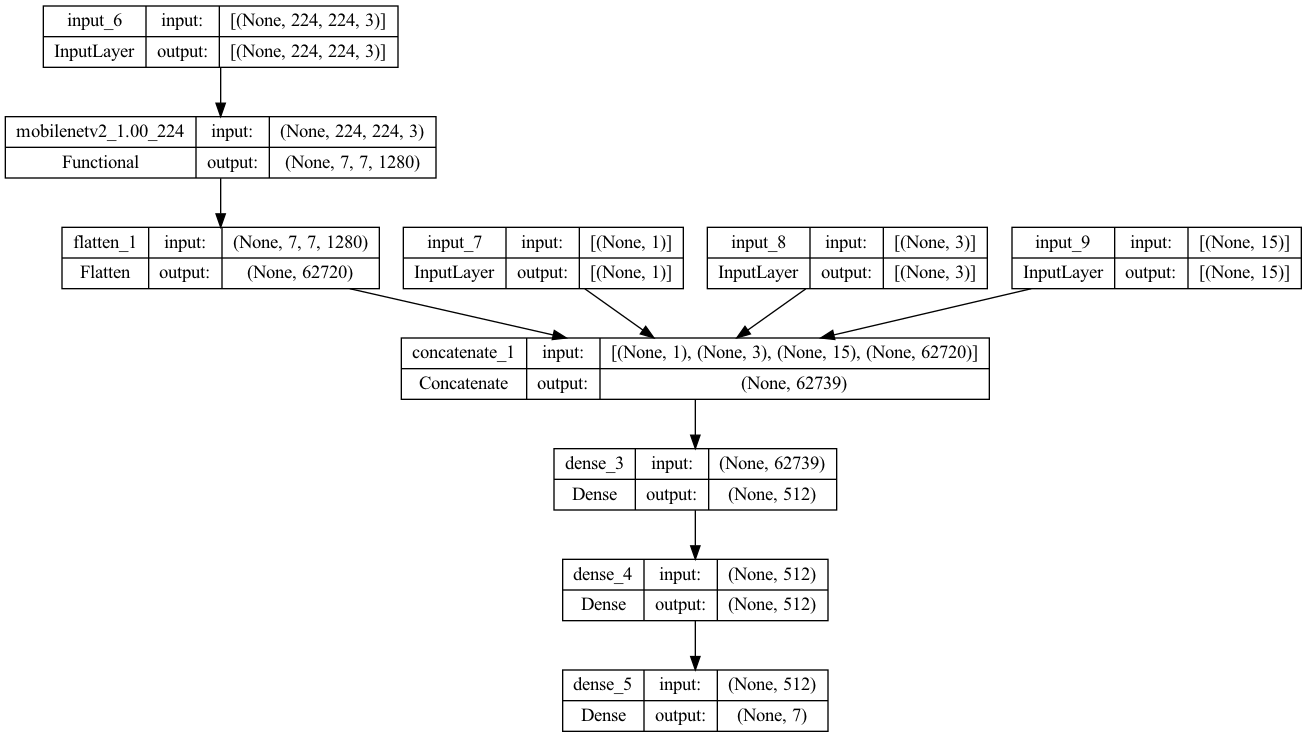 input_6 input: [(None, 224, 224, 3)]
InputLayer output: [(None, 224, 224, 3)]
mobilenetv2_1.00_224 input: (None, 224, 224, 3)
Functional output: (None, 7, 7, 1280)
flatten_1 input: (None, 7, 7, 1280)
Flatten output: (None, 62720)
input_7 input: [(None, 1)]
InputLayer output: [(None, 1)]
input_8 input: [(None, 3)]
InputLayer output: [(None, 3)]
input_9 input: [(None, 15)]
InputLayer output: [(None, 15)]
concatenate_1 input: [(None, 1), (None, 3), (None, 15), (None, 62720)]
Concatenate output: (None, 62739)
dense_3 input: (None, 62739)
Dense output: (None, 512)
dense_4 input: (None, 512)
Dense output: (None, 512)
dense_5 input: (None, 512)
Dense output: (None, 7)